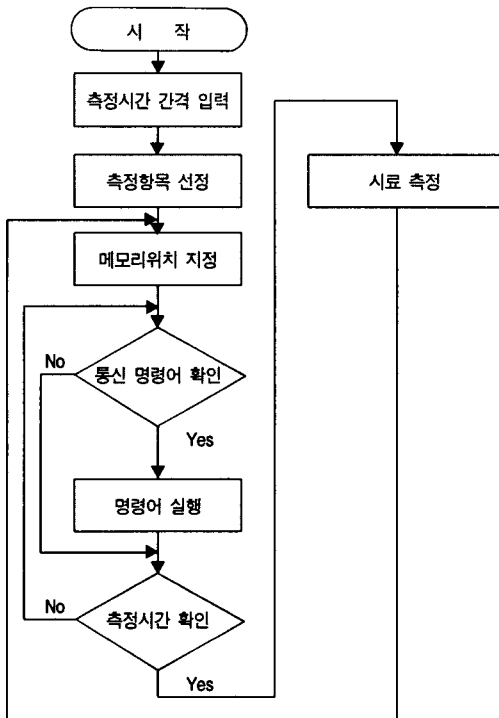 시 작
측정시간 간격 입력
측정항목 선정
시료 측정
메모리위치 지정
No
통신 명령어 확인
Yes
명령어 실행
No
측정시간 확인
Yes